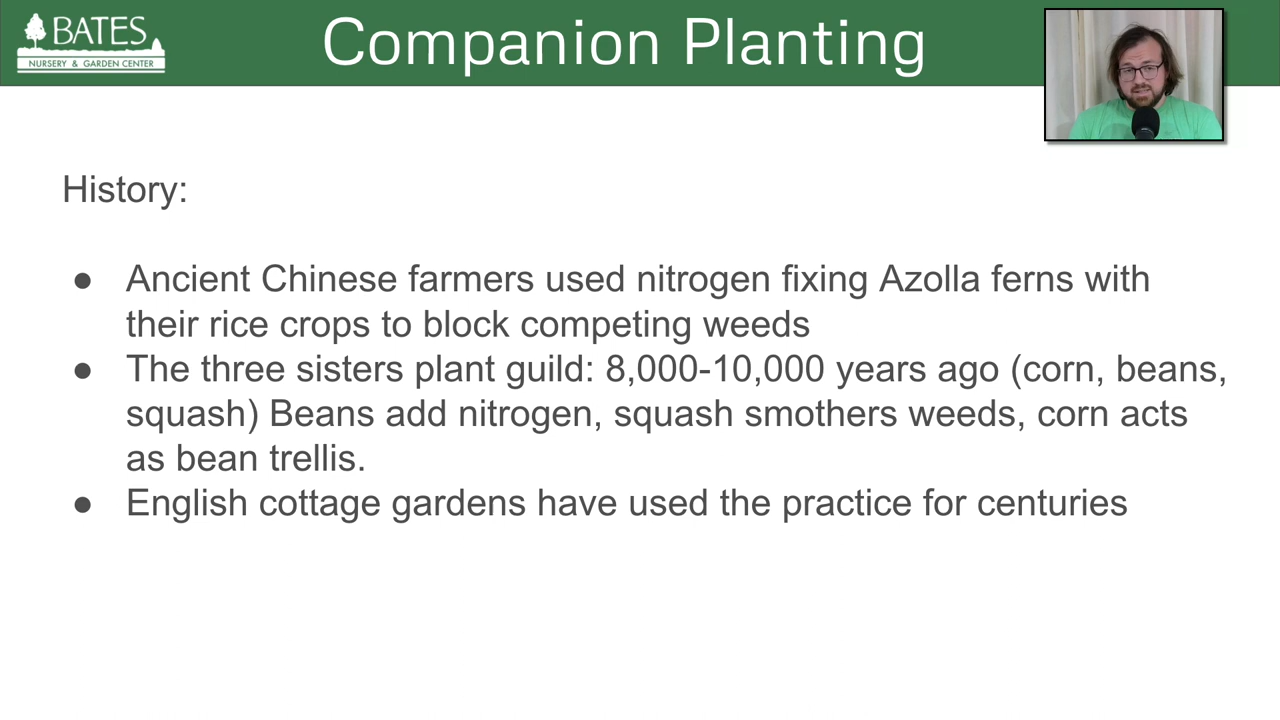 BATES
NURSERY & GARDEN CENTER
Companion Planting
History:
● Ancient Chinese farmers used nitrogen fixing Azolla ferns with
their rice crops to block competing weeds
● The three sisters plant guild: 8,000-10,000 years ago (corn, beans,
squash) Beans add nitrogen, squash smothers weeds, corn acts
as bean trellis.
● English cottage gardens have used the practice for centuries